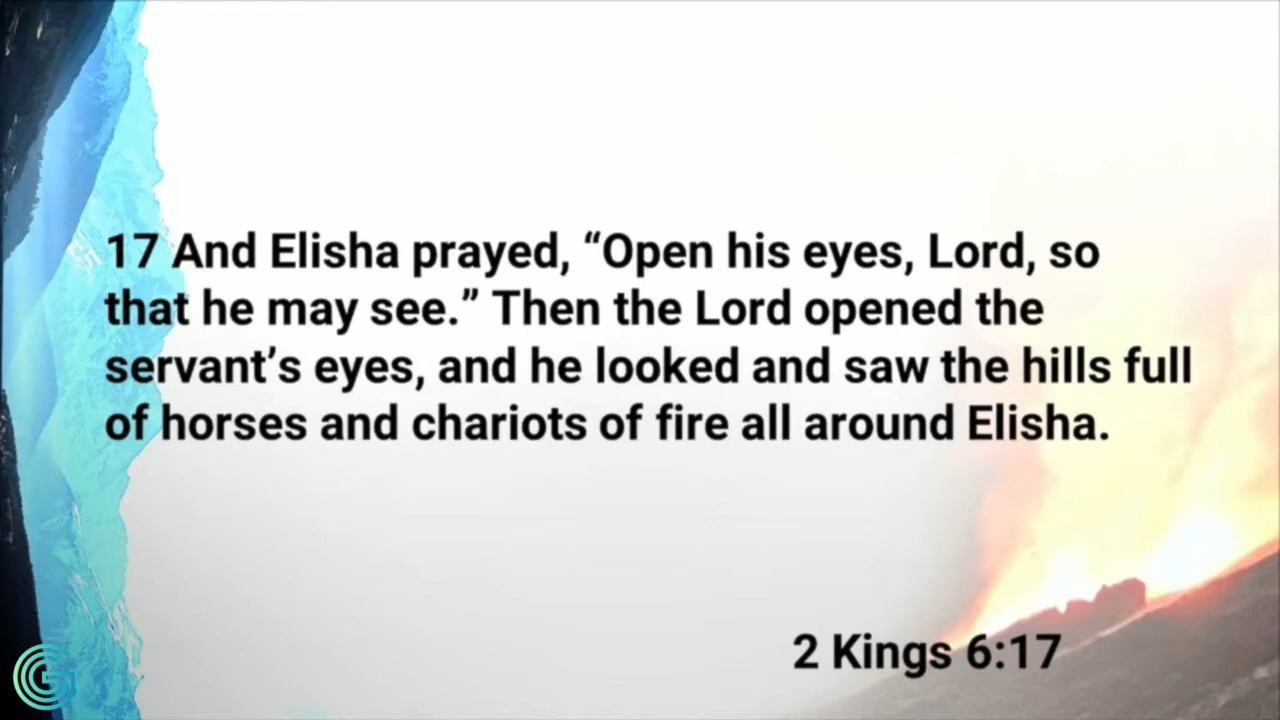 17 And Elisha prayed, “Open his eyes, Lord, so
that he may see.” Then the Lord opened the
servant’s eyes, and he looked and saw the hills full
of horses and chariots of fire all around Elisha.
2 Kings 6:17
G